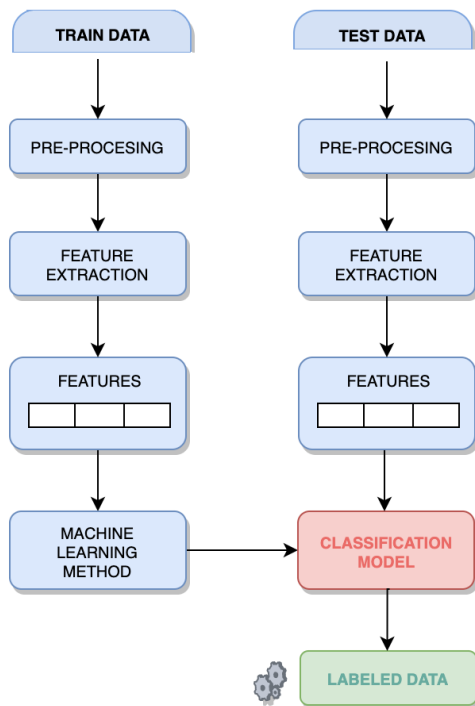 TRAIN DATA
TEST DATA
PRE-PROCESING
PRE-PROCESING
FEATURE
EXTRACTION
FEATURE
EXTRACTION
FEATURES
FEATURES
MACHINE
LEARNING
METHOD
CLASSIFICATION
MODEL
LABELED DATA